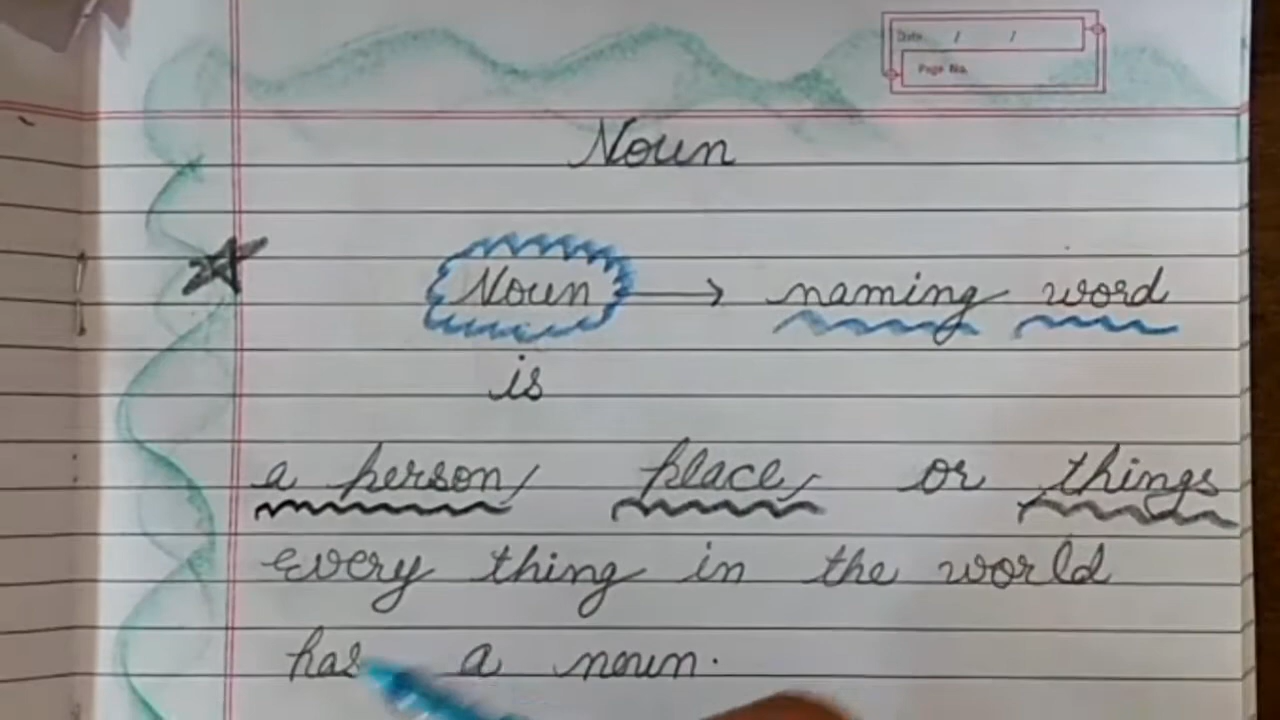 Date / /
Page No.
Noun
Noun → naming word
is
a person, place, or things
every thing in the world
has a noun.